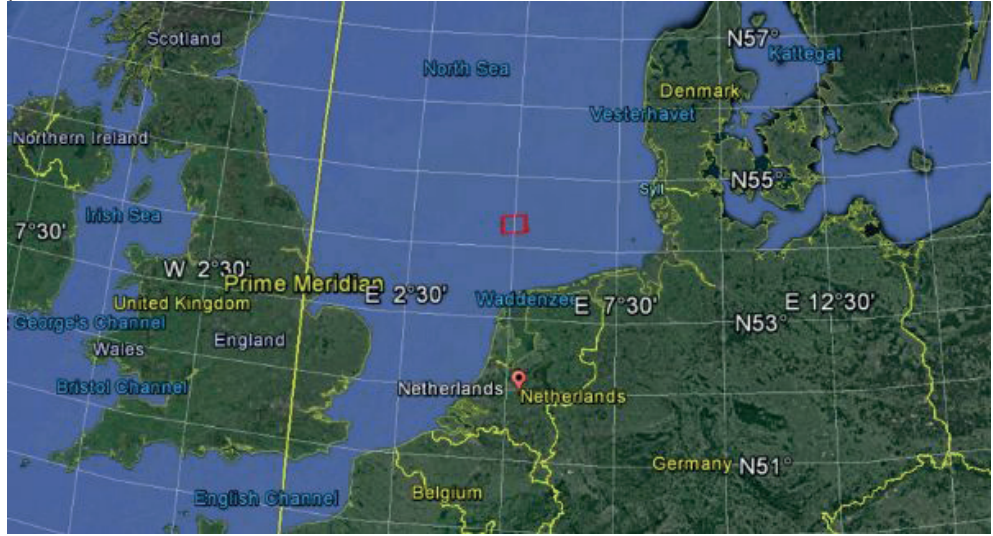 Scotland
N57°
Kattegat
North Sea
Denmark
Vesterhavet
Northern Ireland
N55°
Sylt
Irish Sea
7°30'
W 2°30'
Prime Meridian
E 2°30'
Waddenzee
E 7°30'
E 12°30'
United Kingdom
George's Channel
N53°
England
Wales
Bristol Channel
Netherlands
Netherlands
Germany
N51°
English Channel
Belgium